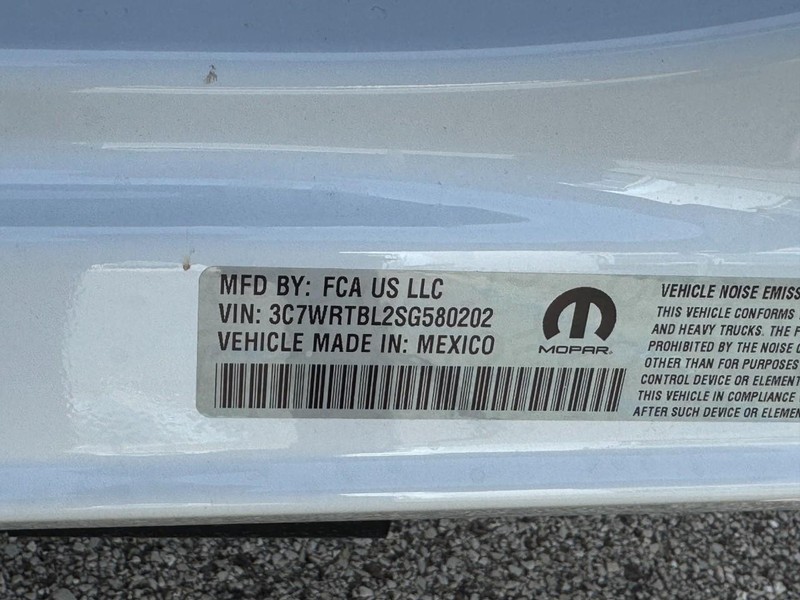 MFD BY: FCA US LLC
VIN: 3C7WRTBL2SG580202
VEHICLE MADE IN: MEXICO
MOPAR
VEHICLE NOISE EMISS
THIS VEHICLE CONFORMS
AND HEAVY TRUCKS. THE F
PROHIBITED BY THE NOISE C
OTHER THAN FOR PURPOSES
CONTROL DEVICE OR ELEMENT
THIS VEHICLE IN COMPLIANCE
AFTER SUCH DEVICE OR ELEMEN